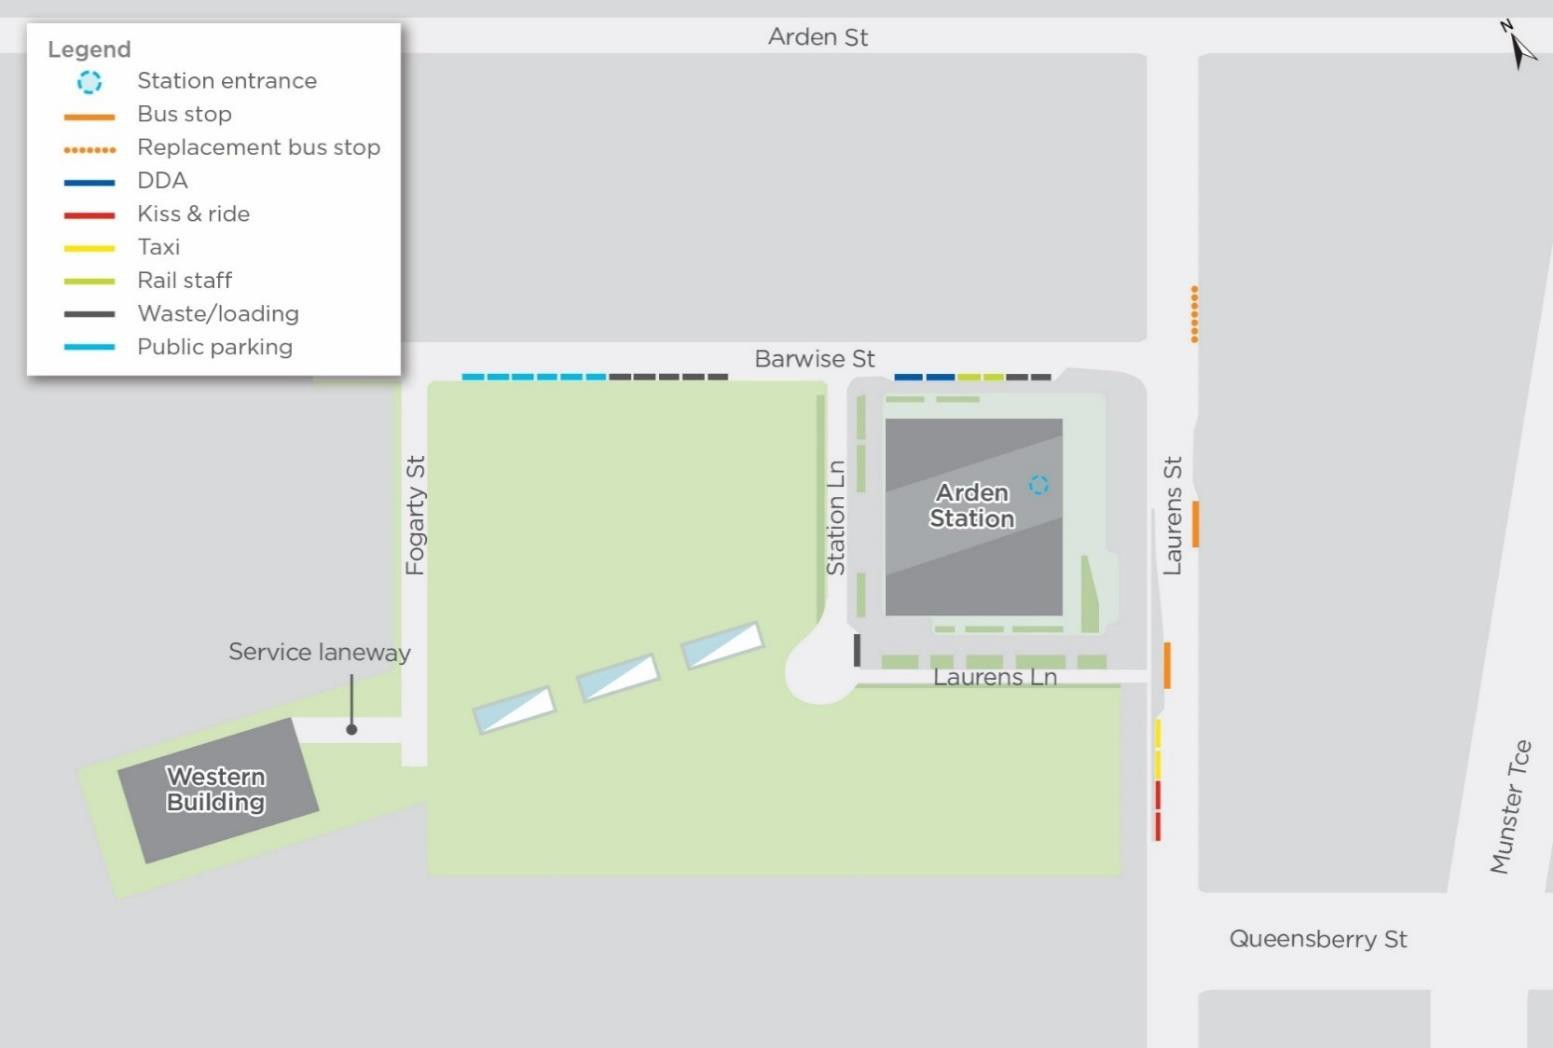 Arden St
N
Legend
Station entrance
Bus stop
Replacement bus stop
DDA
Kiss & ride
Taxi
Rail staff
Waste/loading
Public parking
Barwise St
Fogarty St
Station Ln
Arden
Station
Laurens St
Service laneway
Laurens Ln
Western
Building
Munster Tce
Queensberry St